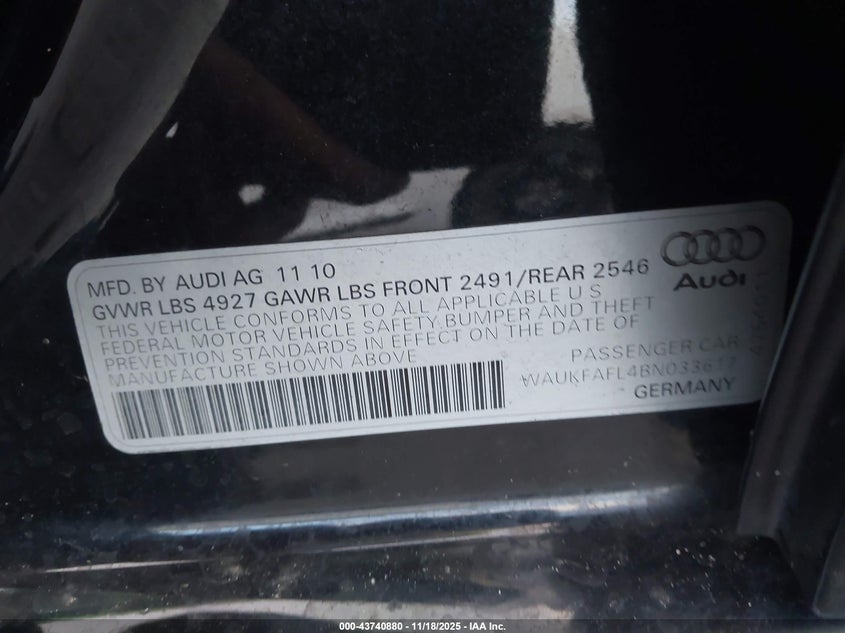 MFD. BY AUDI AG 11 10
GVWR LBS 4927 GAWR LBS FRONT 2491/REAR 2546
THIS VEHICLE CONFORMS TO ALL APPLICABLE U S
FEDERAL MOTOR VEHICLE SAFETY, BUMPER AND THEFT
PREVENTION STANDARDS IN EFFECT ON THE DATE OF
MANUFACTURE SHOWN ABOVE
Audi
PASSENGER CAR
WAUKFAFL4BN033617
GERMANY
000-43740880 - 11/18/2025 - IAA Inc.